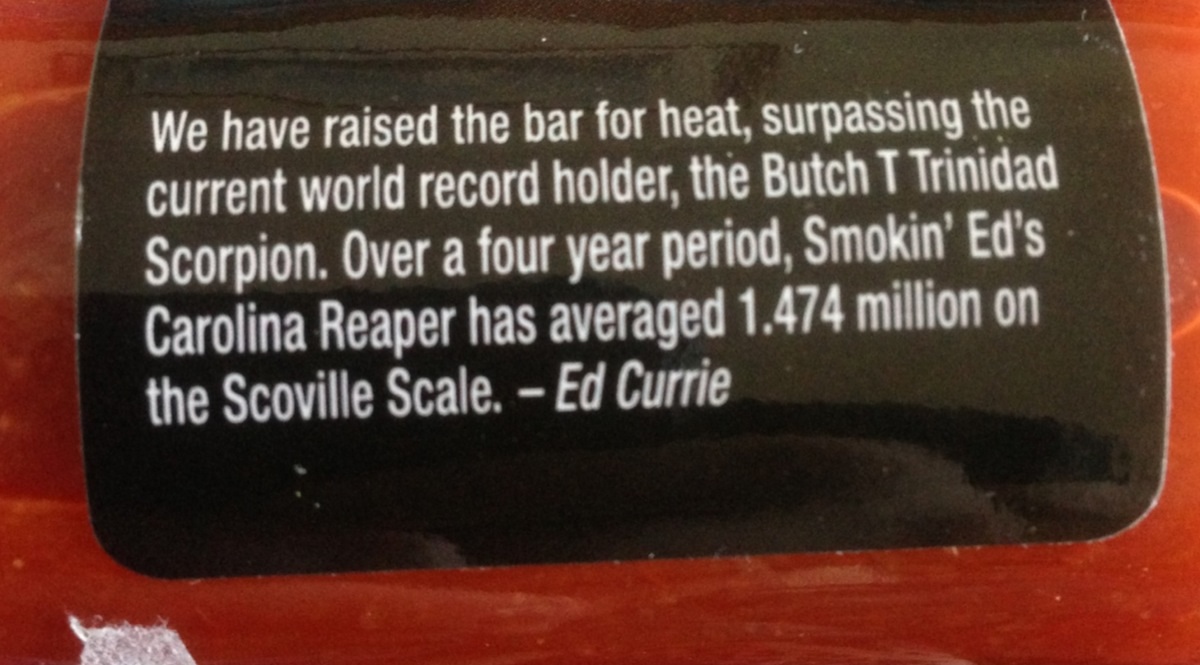 We have raised the bar for heat, surpassing the
current world record holder, the Butch T Trinidad
Scorpion. Over a four year period, Smokin' Ed's
Carolina Reaper has averaged 1.474 million on
the Scoville Scale. – Ed Currie